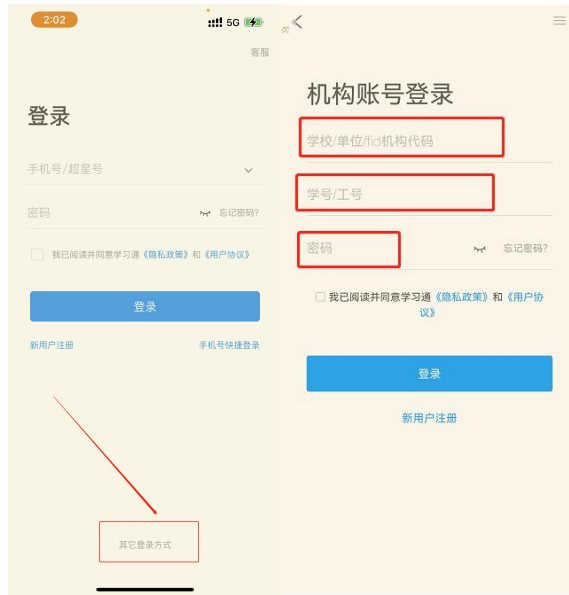 2:02
5G
客服
登录
手机号/超星号
密码
忘记密码?
我已阅读并同意学习通《隐私政策》和《用户协议》
登录
新用户注册
手机号快捷登录
其它登录方式
机构账号登录
学校/单位/fid机构代码
学号/工号
密码
忘记密码?
我已阅读并同意学习通《隐私政策》和《用户协
议》
登录
新用户注册